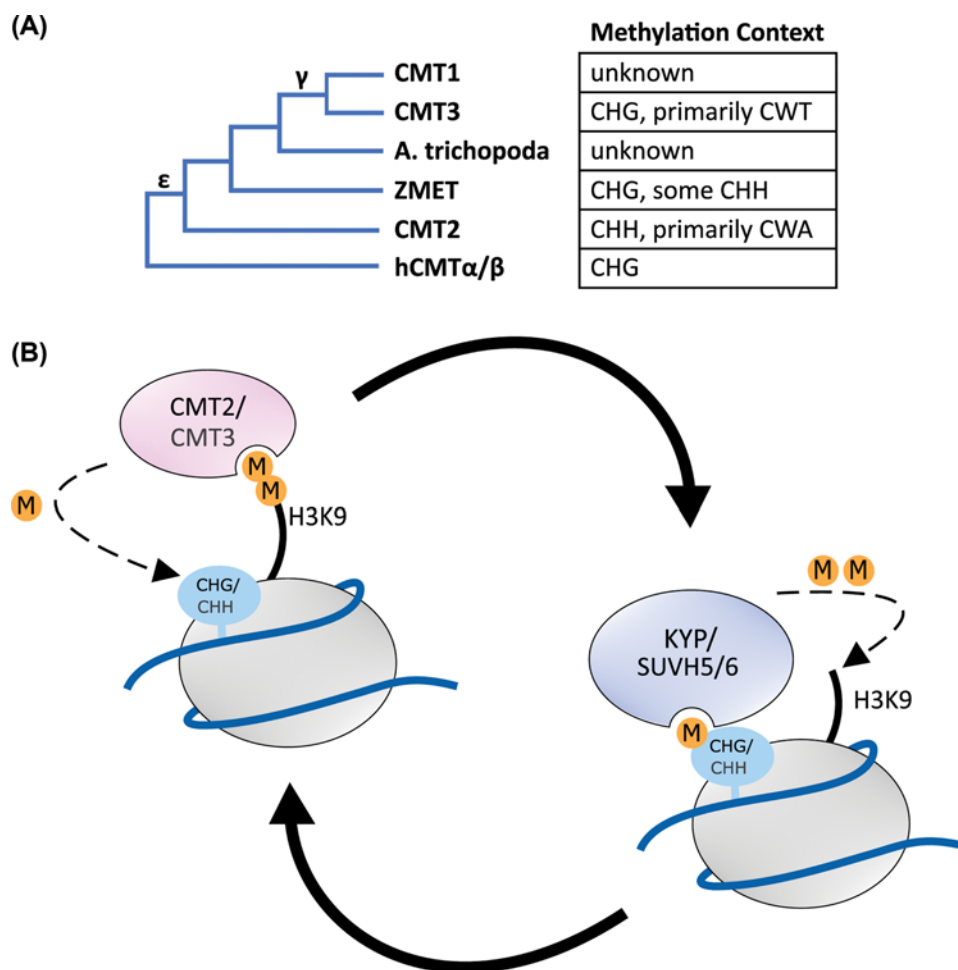 (A)
Methylation Context
γ
CMT1
unknown
CMT3
CHG, primarily CWT
A. trichopoda
unknown
ε
ZMET
CHG, some CHH
CMT2
CHH, primarily CWA
hCMTα/β
CHG
(B)
CMT2/
CMT3
M
M
M
H3K9
CHG/
CHH
M M
KYP/
SUVH5/6
H3K9
M
CHG/
CHH